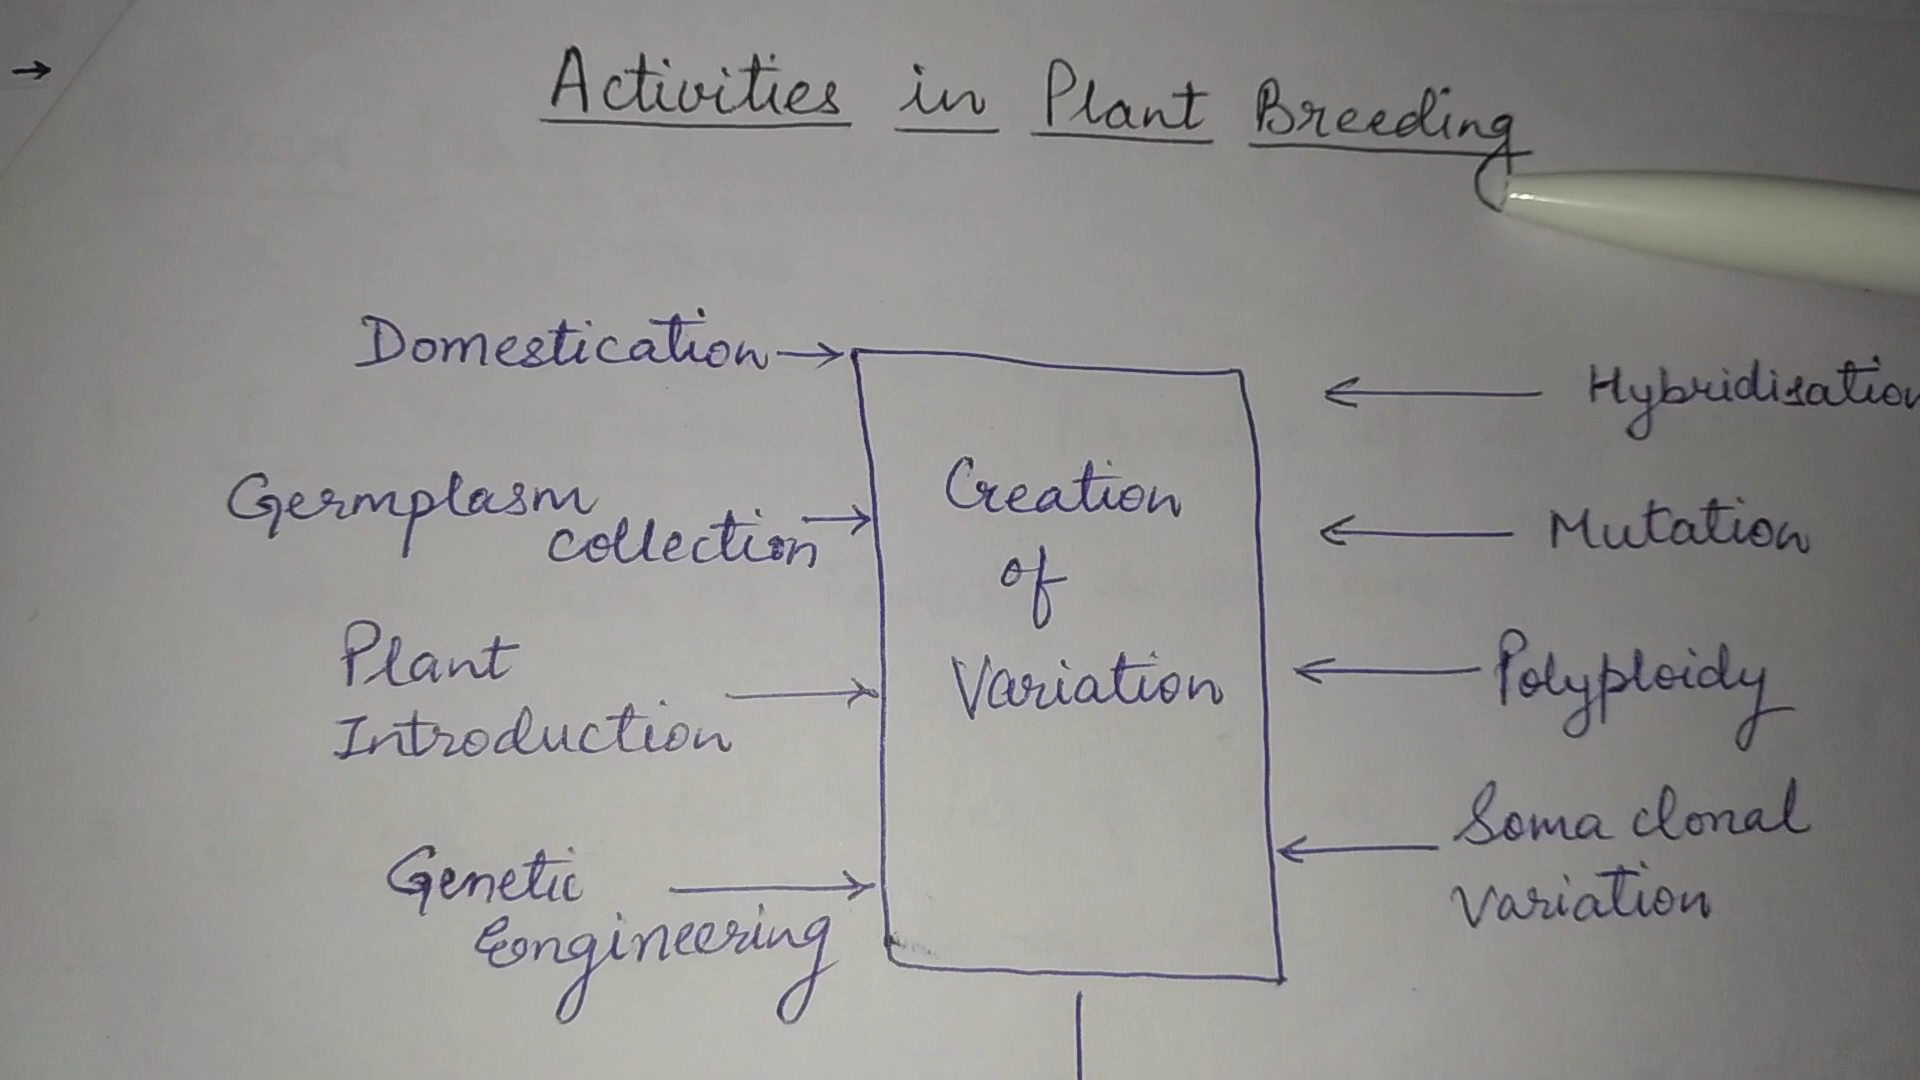 →
Activities in Plant Breeding
Domestication →
Germplasm
collection →
Plant
Introduction →
Genetic →
Engineering
Creation
of
Variation
← Hybridisation
← Mutation
← Polyploidy
← Soma clonal
variation